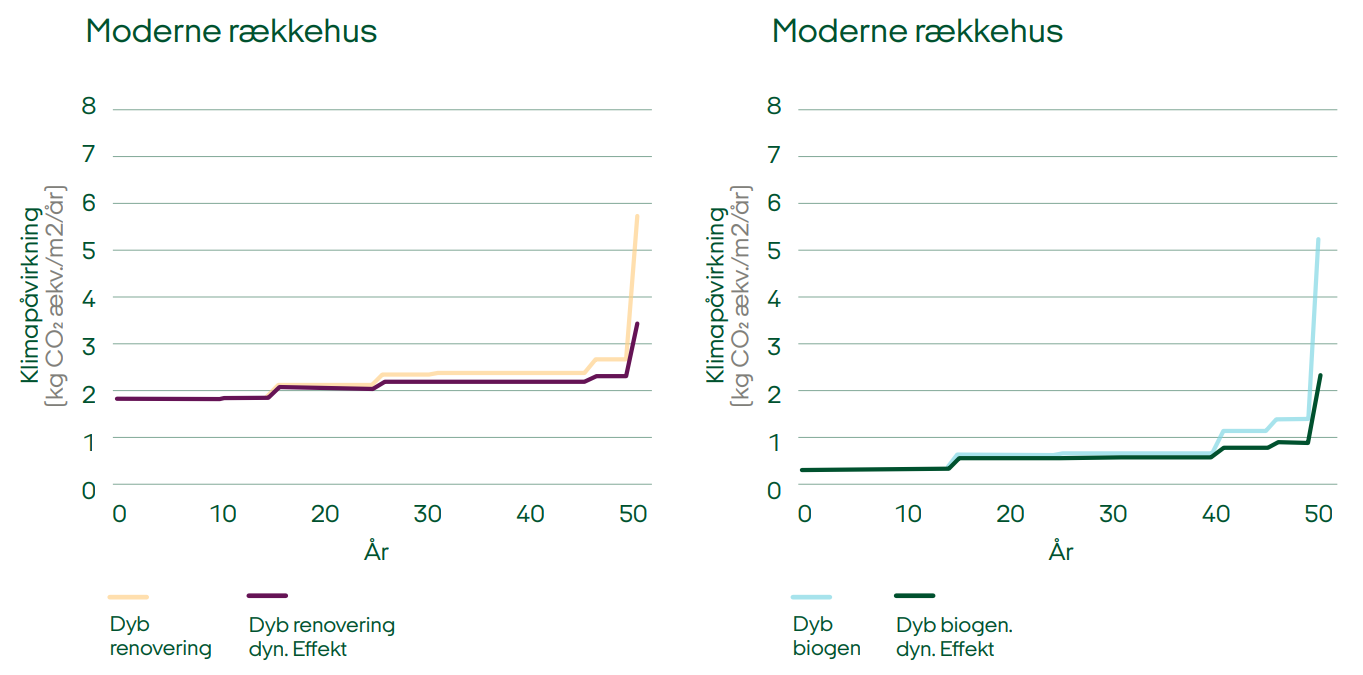 Moderne rækkehus
8
7
6
5
4
3
2
1
0
Klimapåvirkning
[kg CO₂ ækv./m2/år]
0 10 20 30 40 50
År
Dyb
renovering
Dyb renovering
dyn. Effekt
Moderne rækkehus
8
7
6
5
4
3
2
1
0
Klimapåvirkning
[kg CO₂ ækv./m2/år]
0 10 20 30 40 50
År
Dyb
biogen
Dyb biogen.
dyn. Effekt